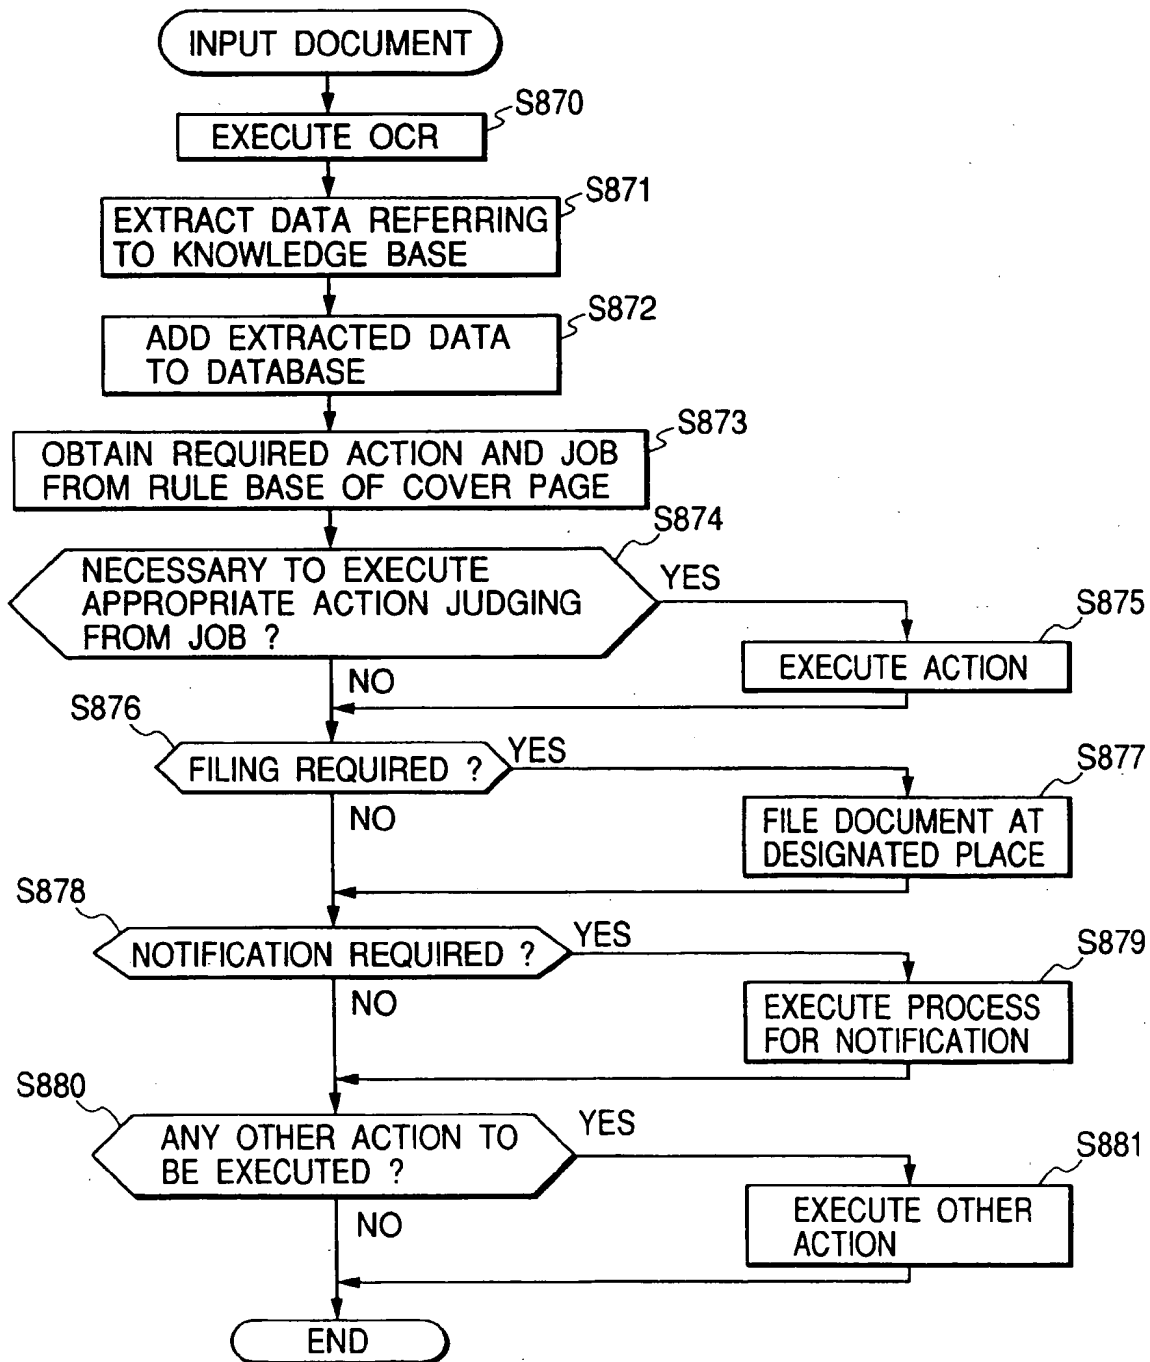 INPUT DOCUMENT
S870
EXECUTE OCR
S871
EXTRACT DATA REFERRING
TO KNOWLEDGE BASE
S872
ADD EXTRACTED DATA
TO DATABASE
S873
OBTAIN REQUIRED ACTION AND JOB
FROM RULE BASE OF COVER PAGE
S874
NECESSARY TO EXECUTE
APPROPRIATE ACTION JUDGING
FROM JOB ?
YES
S875
EXECUTE ACTION
NO
S876
FILING REQUIRED ?
YES
S877
FILE DOCUMENT AT
DESIGNATED PLACE
NO
S878
NOTIFICATION REQUIRED ?
YES
S879
EXECUTE PROCESS
FOR NOTIFICATION
NO
S880
ANY OTHER ACTION TO
BE EXECUTED ?
YES
S881
EXECUTE OTHER
ACTION
NO
END